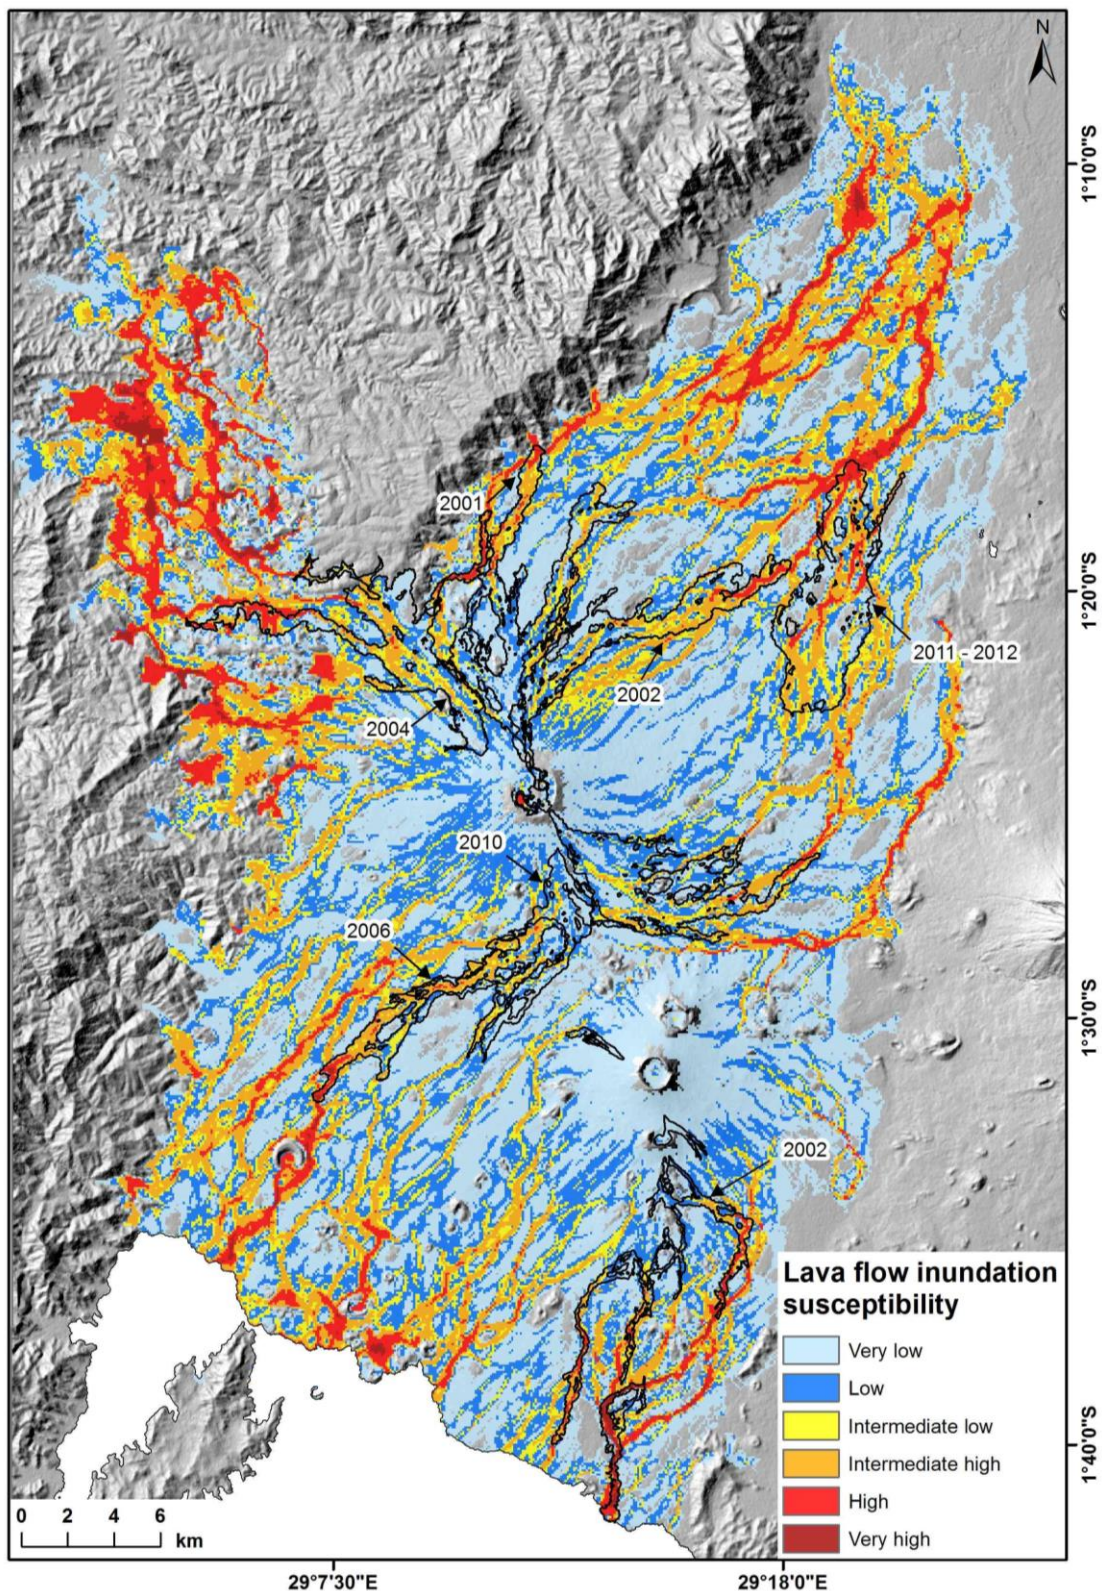 N
1°10'0"S
2001
1°20'0"S
2011 - 2012
2002
2004
2010
2006
1°30'0"S
2002
Lava flow inundation
susceptibility
Very low
Low
Intermediate low
Intermediate high
High
Very high
1°40'0"S
0 2 4 6
km
29°7'30"E
29°18'0"E